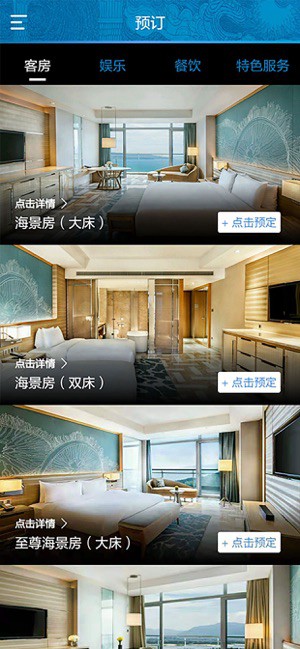 预订
客房 娱乐 餐饮 特色服务
点击详情 >
海景房（大床）
+ 点击预定
点击详情 >
海景房（双床）
+ 点击预定
点击详情 >
至尊海景房（大床）
+ 点击预定